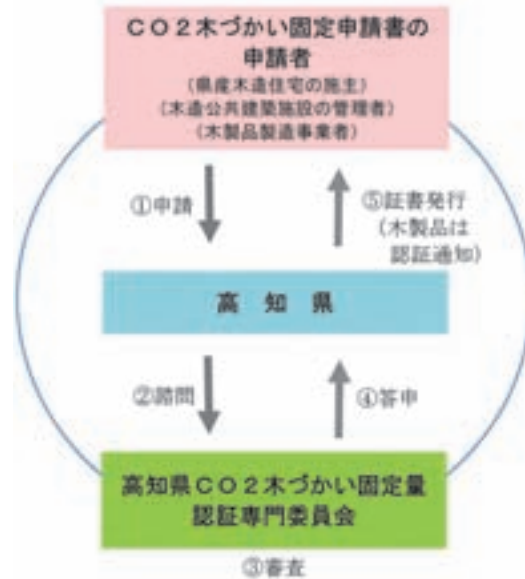 CO2木づかい固定申請書の
申請者
(県産木造住宅の施主)
(木造公共建築施設の管理者)
(木製品製造事業者)
①申請
⑤証書発行
(木製品は
認証通知)
高知県
②諮問
④答申
高知県CO2木づかい固定量
認証専門委員会
③審査